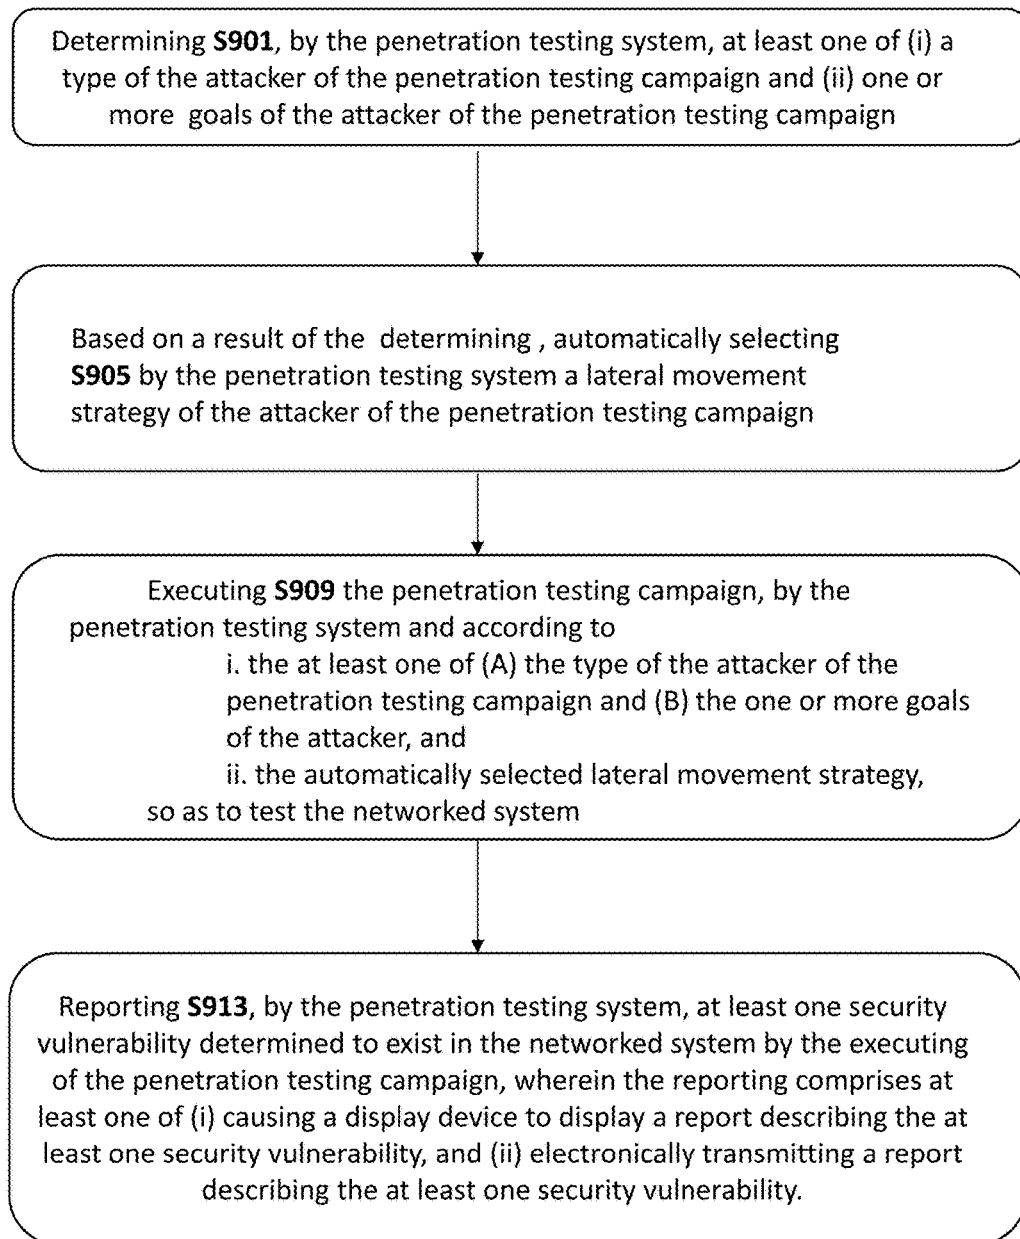 Determining S901, by the penetration testing system, at least one of (i) a
type of the attacker of the penetration testing campaign and (ii) one or
more goals of the attacker of the penetration testing campaign
Based on a result of the determining , automatically selecting
S905 by the penetration testing system a lateral movement
strategy of the attacker of the penetration testing campaign
Executing S909 the penetration testing campaign, by the
penetration testing system and according to
i. the at least one of (A) the type of the attacker of the
penetration testing campaign and (B) the one or more goals
of the attacker, and
ii. the automatically selected lateral movement strategy,
so as to test the networked system
Reporting S913, by the penetration testing system, at least one security
vulnerability determined to exist in the networked system by the executing
of the penetration testing campaign, wherein the reporting comprises at
least one of (i) causing a display device to display a report describing the at
least one security vulnerability, and (ii) electronically transmitting a report
describing the at least one security vulnerability.